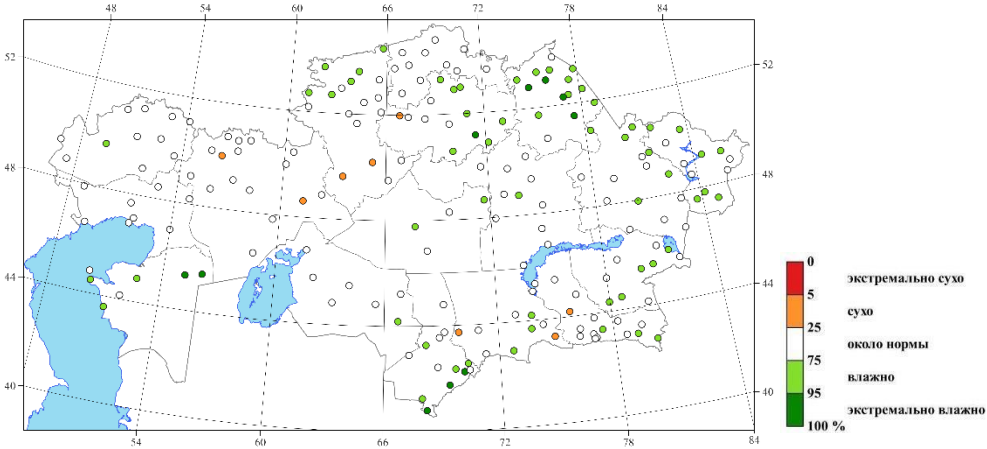 48 54 60 66 72 78 84
52 52
48 48
44 44
40 40
54 60 66 72 78 84
0
экстремально сухо
5
сухо
25
около нормы
75
влажно
95
экстремально влажно
100 %